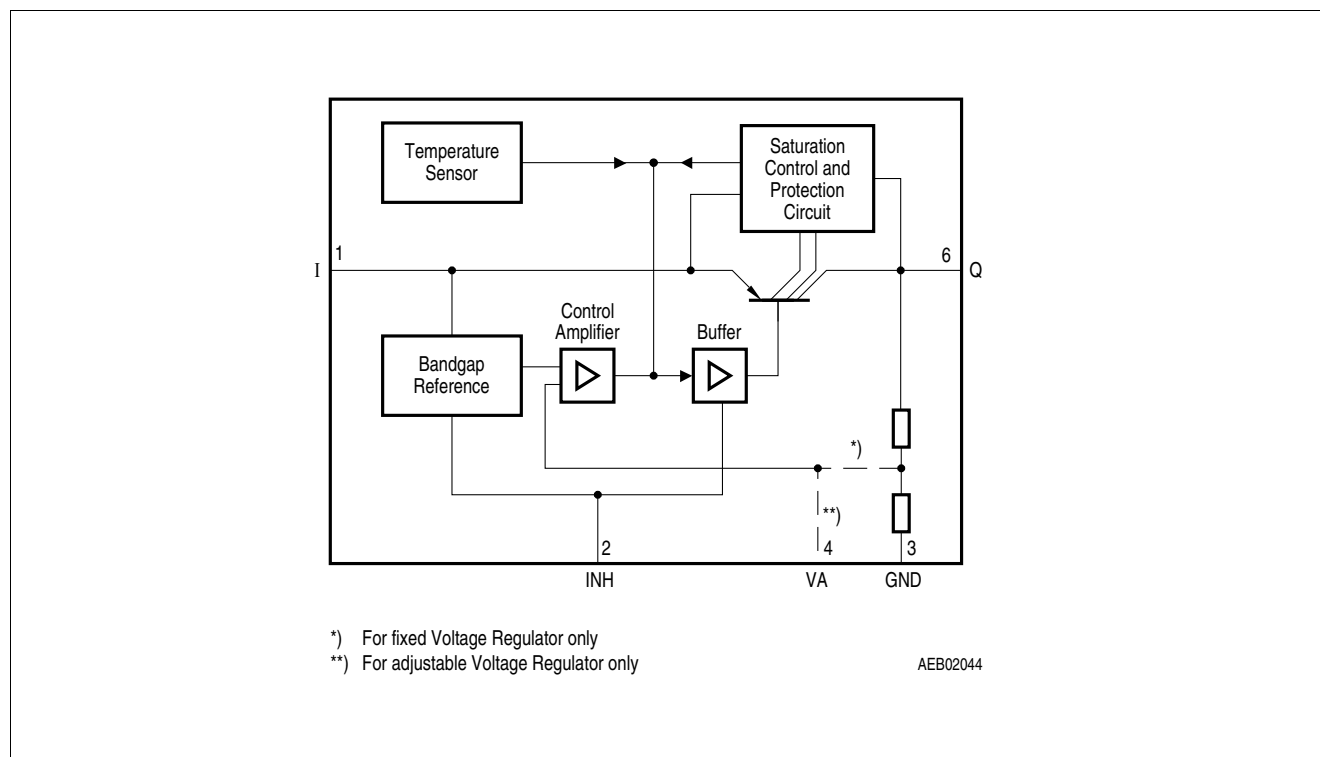 Temperature
Sensor
Saturation
Control and
Protection
Circuit
1
I
6
Q
Control
Amplifier
Buffer
Bandgap
Reference
*)
**)
2
4
3
INH
VA
GND
*) For fixed Voltage Regulator only
**) For adjustable Voltage Regulator only
AEB02044